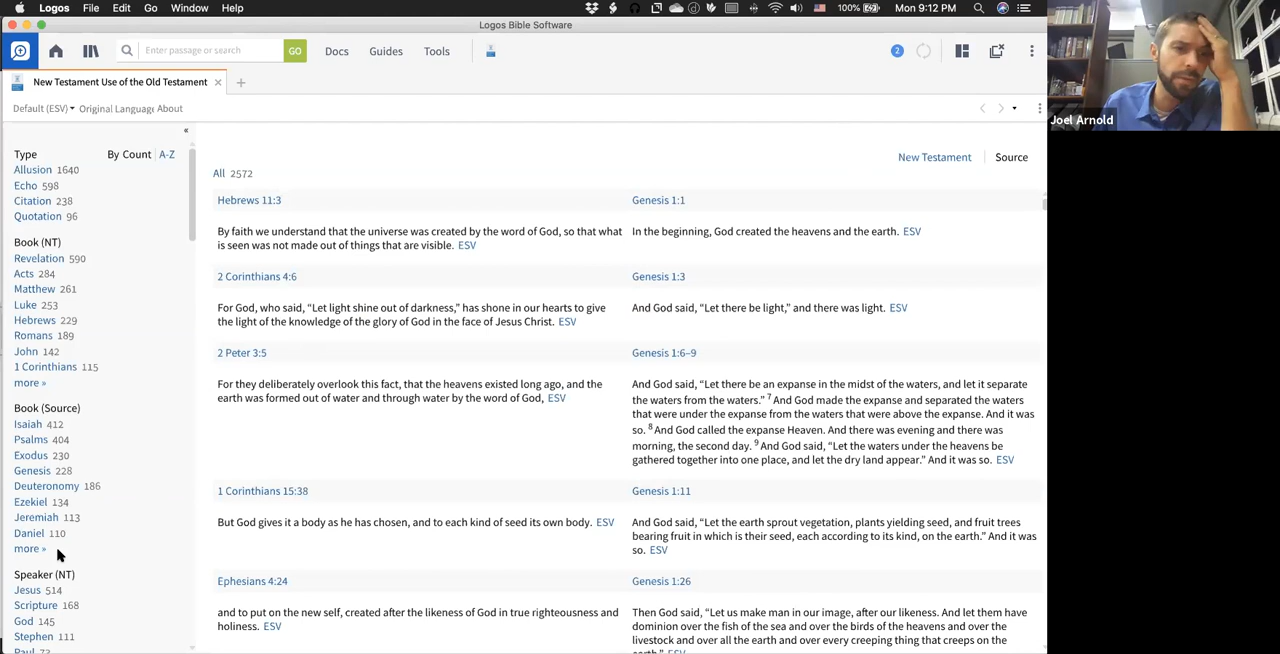 Logos File Edit Go Window Help
100% Mon 9:12 PM
Logos Bible Software
Enter passage or search GO Docs Guides Tools
2
New Testament Use of the Old Testament
Default (ESV) Original Language About
Type By Count A-Z
Allusion 1640
Echo 598
Citation 238
Quotation 96
Book (NT)
Revelation 590
Acts 284
Matthew 261
Luke 253
Hebrews 229
Romans 189
John 142
1 Corinthians 115
more »
Book (Source)
Isaiah 412
Psalms 404
Exodus 230
Genesis 228
Deuteronomy 186
Ezekiel 134
Jeremiah 113
Daniel 110
more »
Speaker (NT)
Jesus 514
Scripture 168
God 145
Stephen 111
Paul 73
New Testament Source
All 2572
Hebrews 11:3
By faith we understand that the universe was created by the word of God, so that what
is seen was not made out of things that are visible. ESV
Genesis 1:1
In the beginning, God created the heavens and the earth. ESV
2 Corinthians 4:6
For God, who said, “Let light shine out of darkness,” has shone in our hearts to give
the light of the knowledge of the glory of God in the face of Jesus Christ. ESV
Genesis 1:3
And God said, “Let there be light,” and there was light. ESV
2 Peter 3:5
For they deliberately overlook this fact, that the heavens existed long ago, and the
earth was formed out of water and through water by the word of God, ESV
Genesis 1:6–9
And God said, “Let there be an expanse in the midst of the waters, and let it separate
the waters from the waters.” 7 And God made the expanse and separated the waters
that were under the expanse from the waters that were above the expanse. And it was
so. 8 And God called the expanse Heaven. And there was evening and there was
morning, the second day. 9 And God said, “Let the waters under the heavens be
gathered together into one place, and let the dry land appear.” And it was so. ESV
1 Corinthians 15:38
But God gives it a body as he has chosen, and to each kind of seed its own body. ESV
Genesis 1:11
And God said, “Let the earth sprout vegetation, plants yielding seed, and fruit trees
bearing fruit in which is their seed, each according to its kind, on the earth.” And it was
so. ESV
Ephesians 4:24
and to put on the new self, created after the likeness of God in true righteousness and
holiness. ESV
Genesis 1:26
Then God said, “Let us make man in our image, after our likeness. And let them have
dominion over the fish of the sea and over the birds of the heavens and over the
livestock and over all the earth and over every creeping thing that creeps on the
earth.” ESV
Joel Arnold